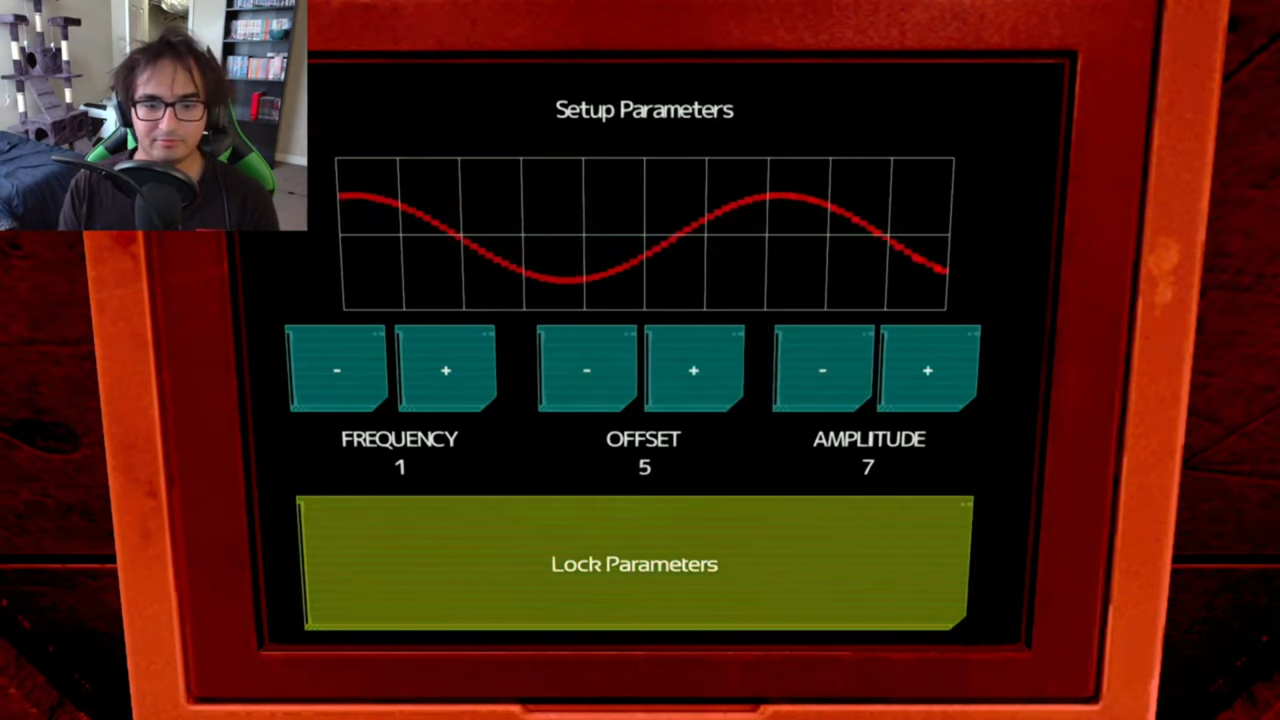 Setup Parameters
- + - + - +
FREQUENCY OFFSET AMPLITUDE
1 5 7
Lock Parameters